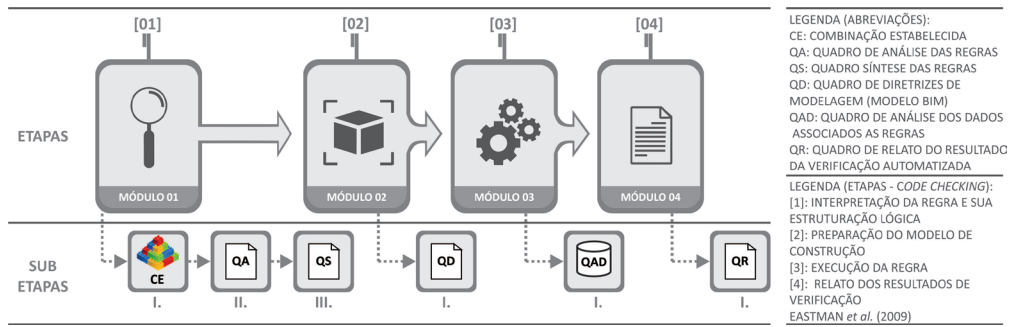 [01]
[02]
[03]
[04]
ETAPAS
MÓDULO 01
MÓDULO 02
MÓDULO 03
MÓDULO 04
SUB
ETAPAS
CE
QA
QS
QD
QAD
QR
I.
II.
III.
I.
I.
I.
LEGENDA (ABREVIAÇÕES):
CE: COMBINAÇÃO ESTABELECIDA
QA: QUADRO DE ANÁLISE DAS REGRAS
QS: QUADRO SÍNTESE DAS REGRAS
QD: QUADRO DE DIRETRIZES DE
MODELAGEM (MODELO BIM)
QAD: QUADRO DE ANÁLISE DOS DADOS
ASSOCIADOS AS REGRAS
QR: QUADRO DE RELATO DO RESULTADO
DA VERIFICAÇÃO AUTOMATIZADA
LEGENDA (ETAPAS - CODE CHECKING):
[1]: INTERPRETAÇÃO DA REGRA E SUA
ESTRUTURAÇÃO LÓGICA
[2]: PREPARAÇÃO DO MODELO DE
CONSTRUÇÃO
[3]: EXECUÇÃO DA REGRA
[4]: RELATO DOS RESULTADOS DE
VERIFICAÇÃO
EASTMAN et al. (2009)